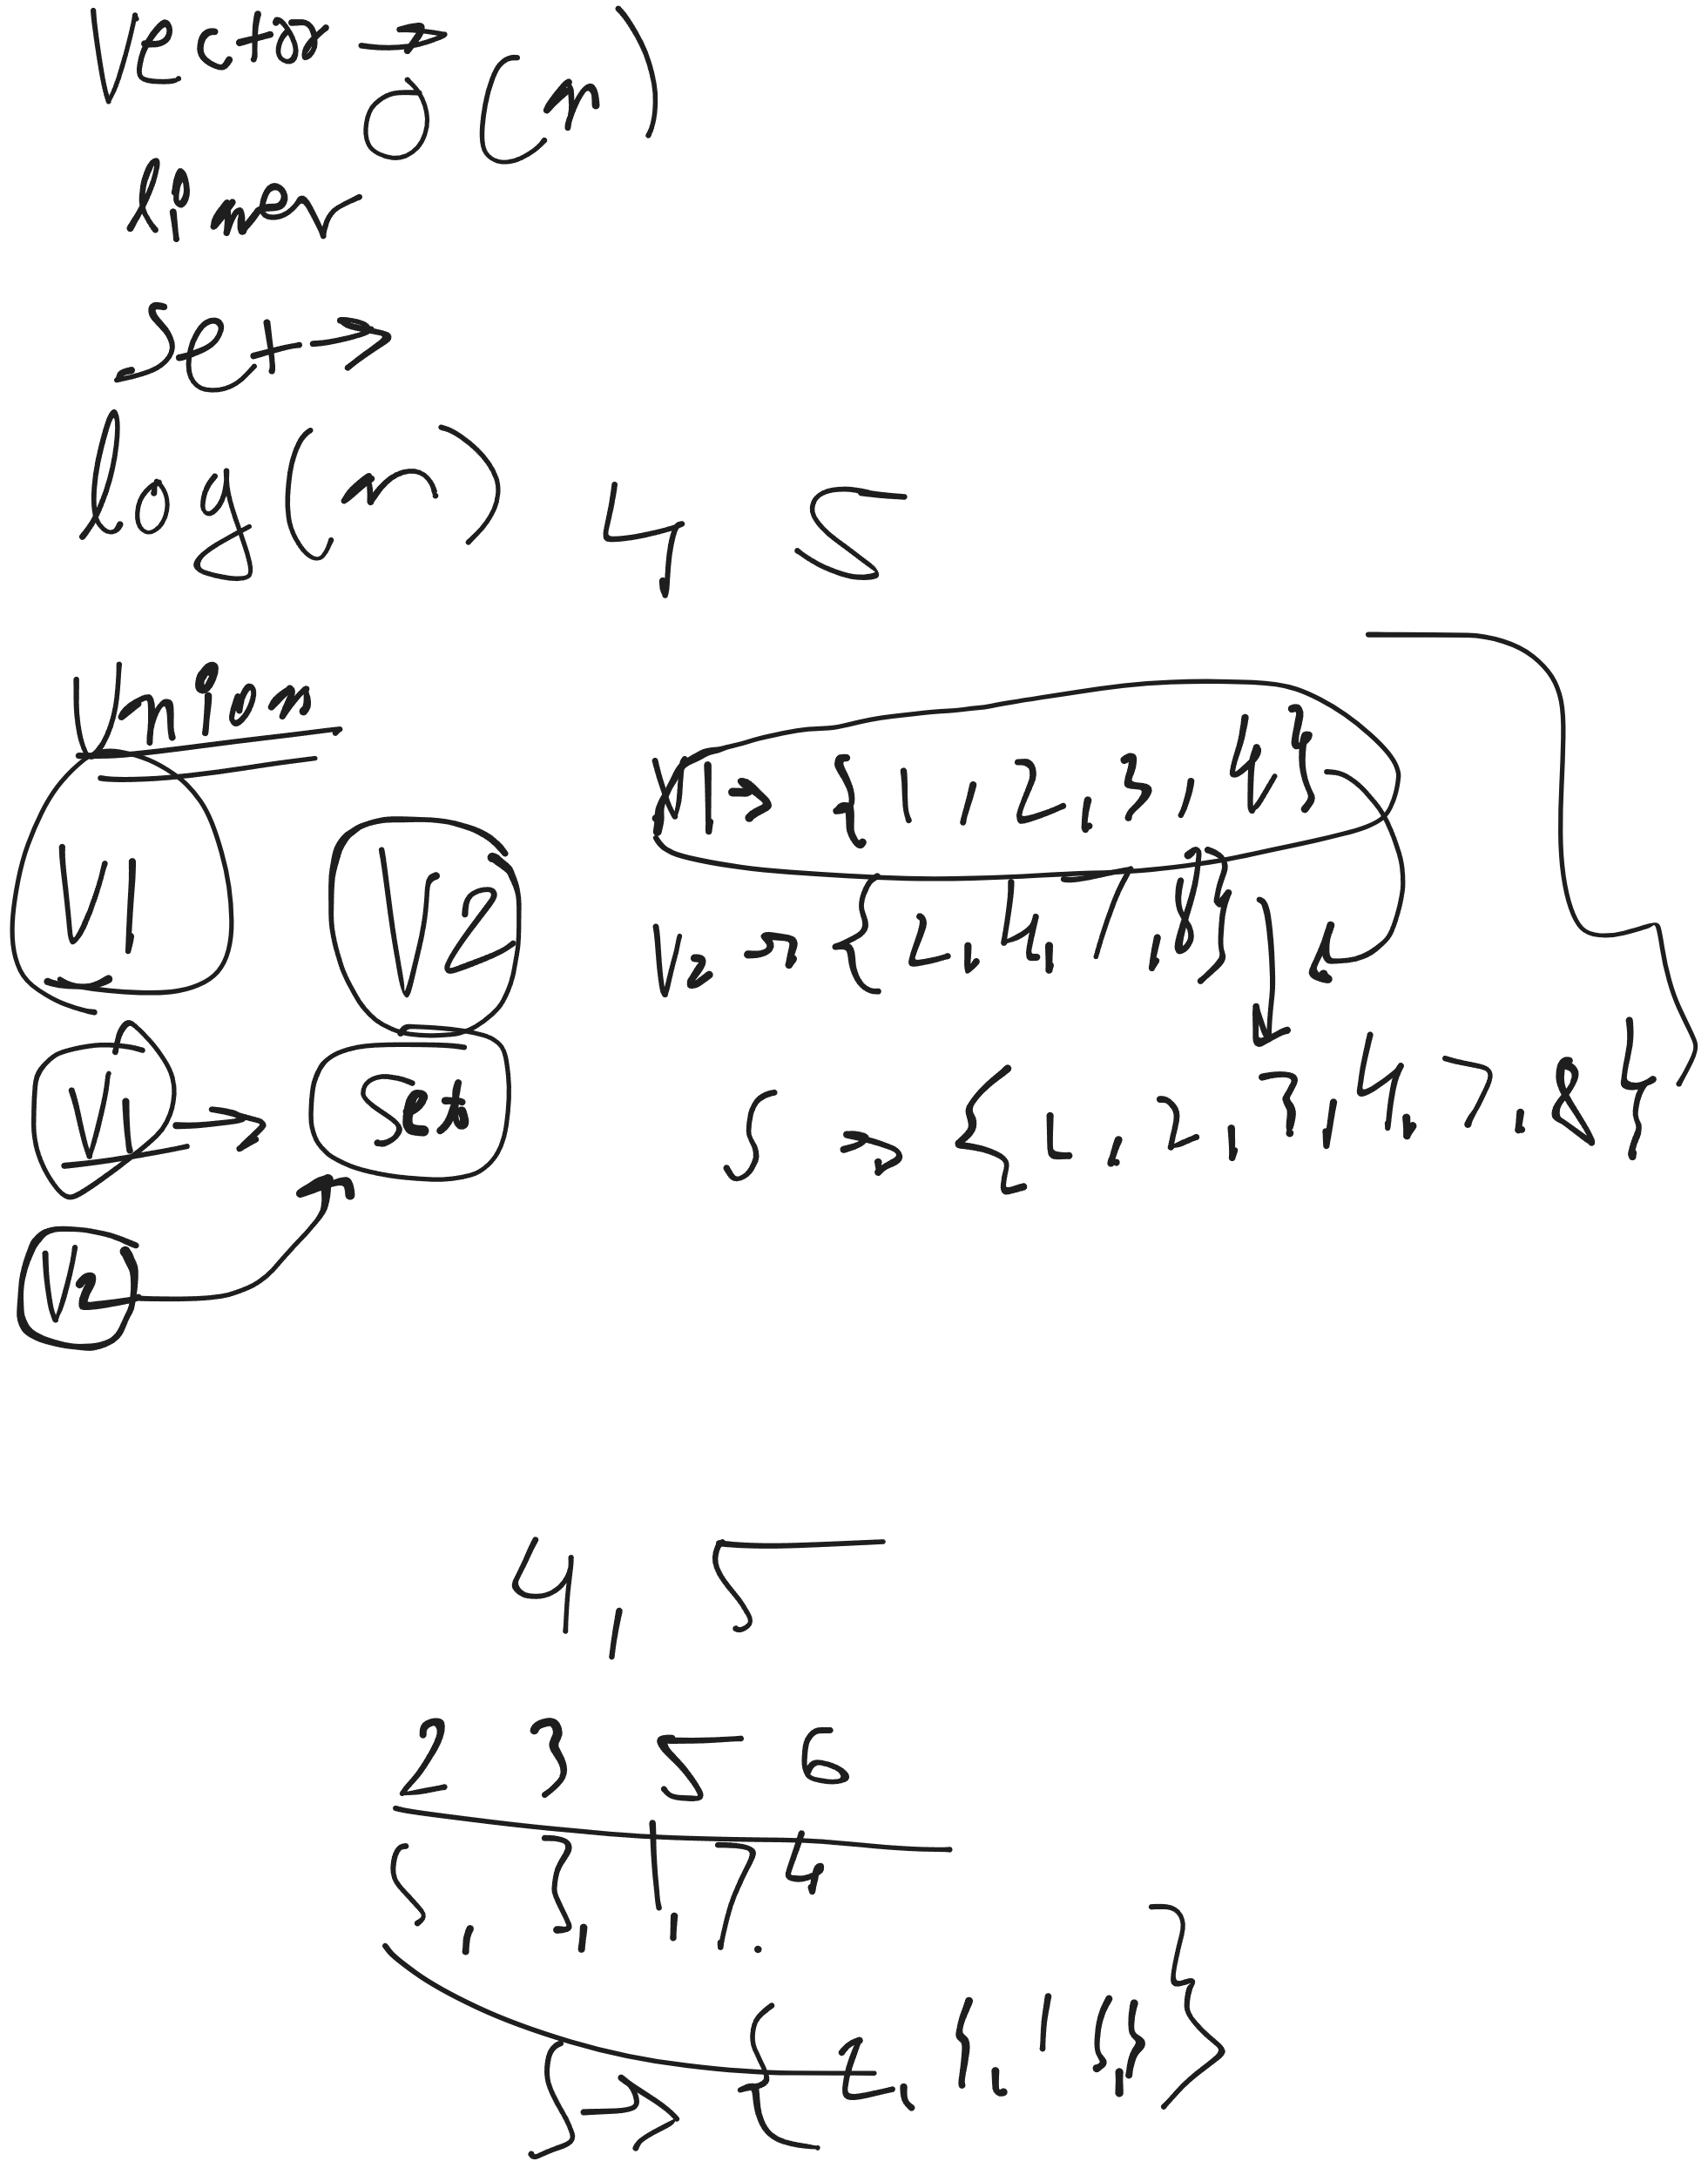 Vector →
O(n)
liner
Set →
log(n)
4 5
Union
V1 V2
V1 → {1, 2, 3, 4}
V2 → {2, 4, 7, 8}
V1 → Set
V2
S → {1, 2, 3, 4, 7, 8}
4, 5
2 3 5 6
5, 3, 1, 7. 4
S → {